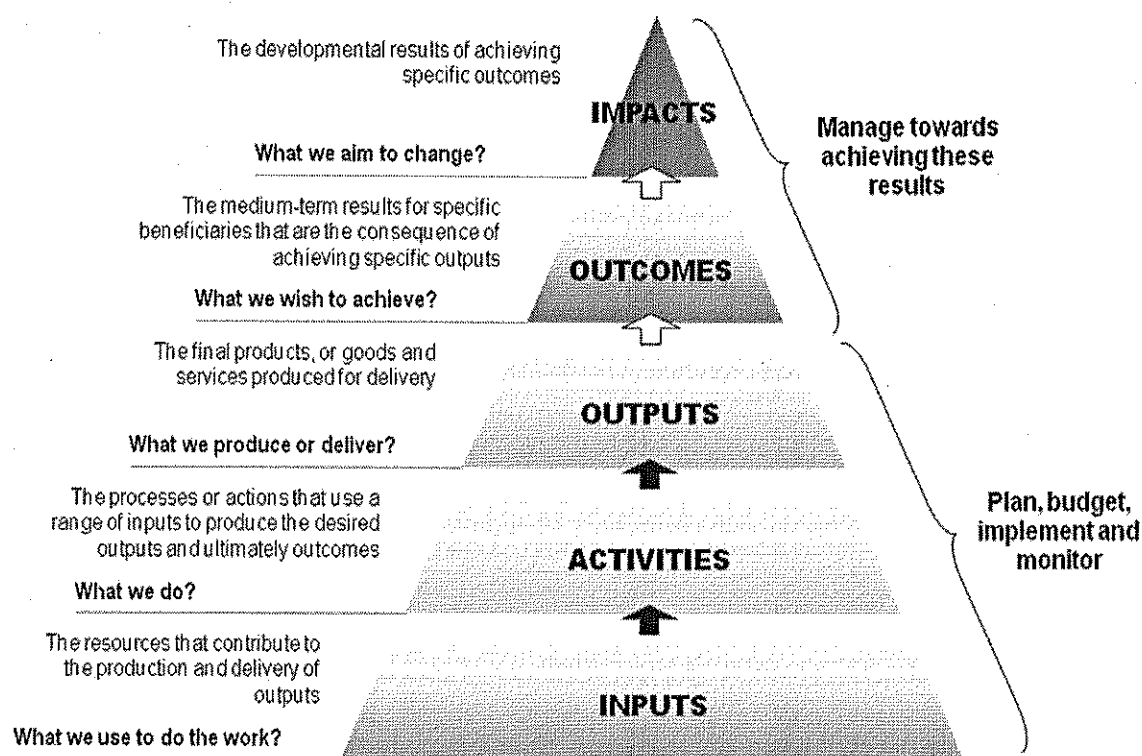 The developmental results of achieving
specific outcomes
IMPACTS
What we aim to change?
Manage towards
achieving these
results
The medium-term results for specific
beneficiaries that are the consequence of
achieving specific outputs
OUTCOMES
What we wish to achieve?
The final products, or goods and
services produced for delivery
OUTPUTS
What we produce or deliver?
The processes or actions that use a
range of inputs to produce the desired
outputs and ultimately outcomes
ACTIVITIES
What we do?
Plan, budget,
implement and
monitor
The resources that contribute to
the production and delivery of
outputs
INPUTS
What we use to do the work?